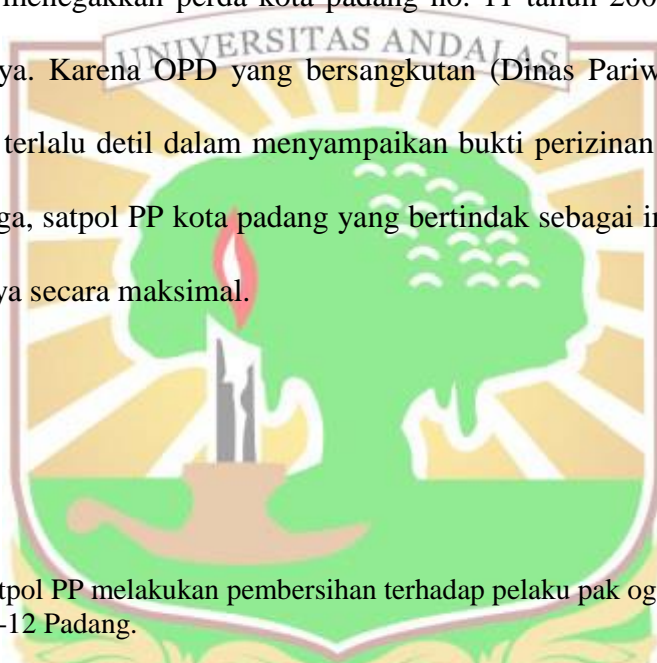 menegakkan perda kota padang no. 11 tahun 200
UNIVERSITAS ANDALAS
ya. Karena OPD yang bersangkutan (Dinas Pariw
terlalu detil dalam menyampaikan bukti perizinan
ga, satpol PP kota padang yang bertindak sebagai in
ya secara maksimal.
tpol PP melakukan pembersihan terhadap pelaku pak og
-12 Padang.